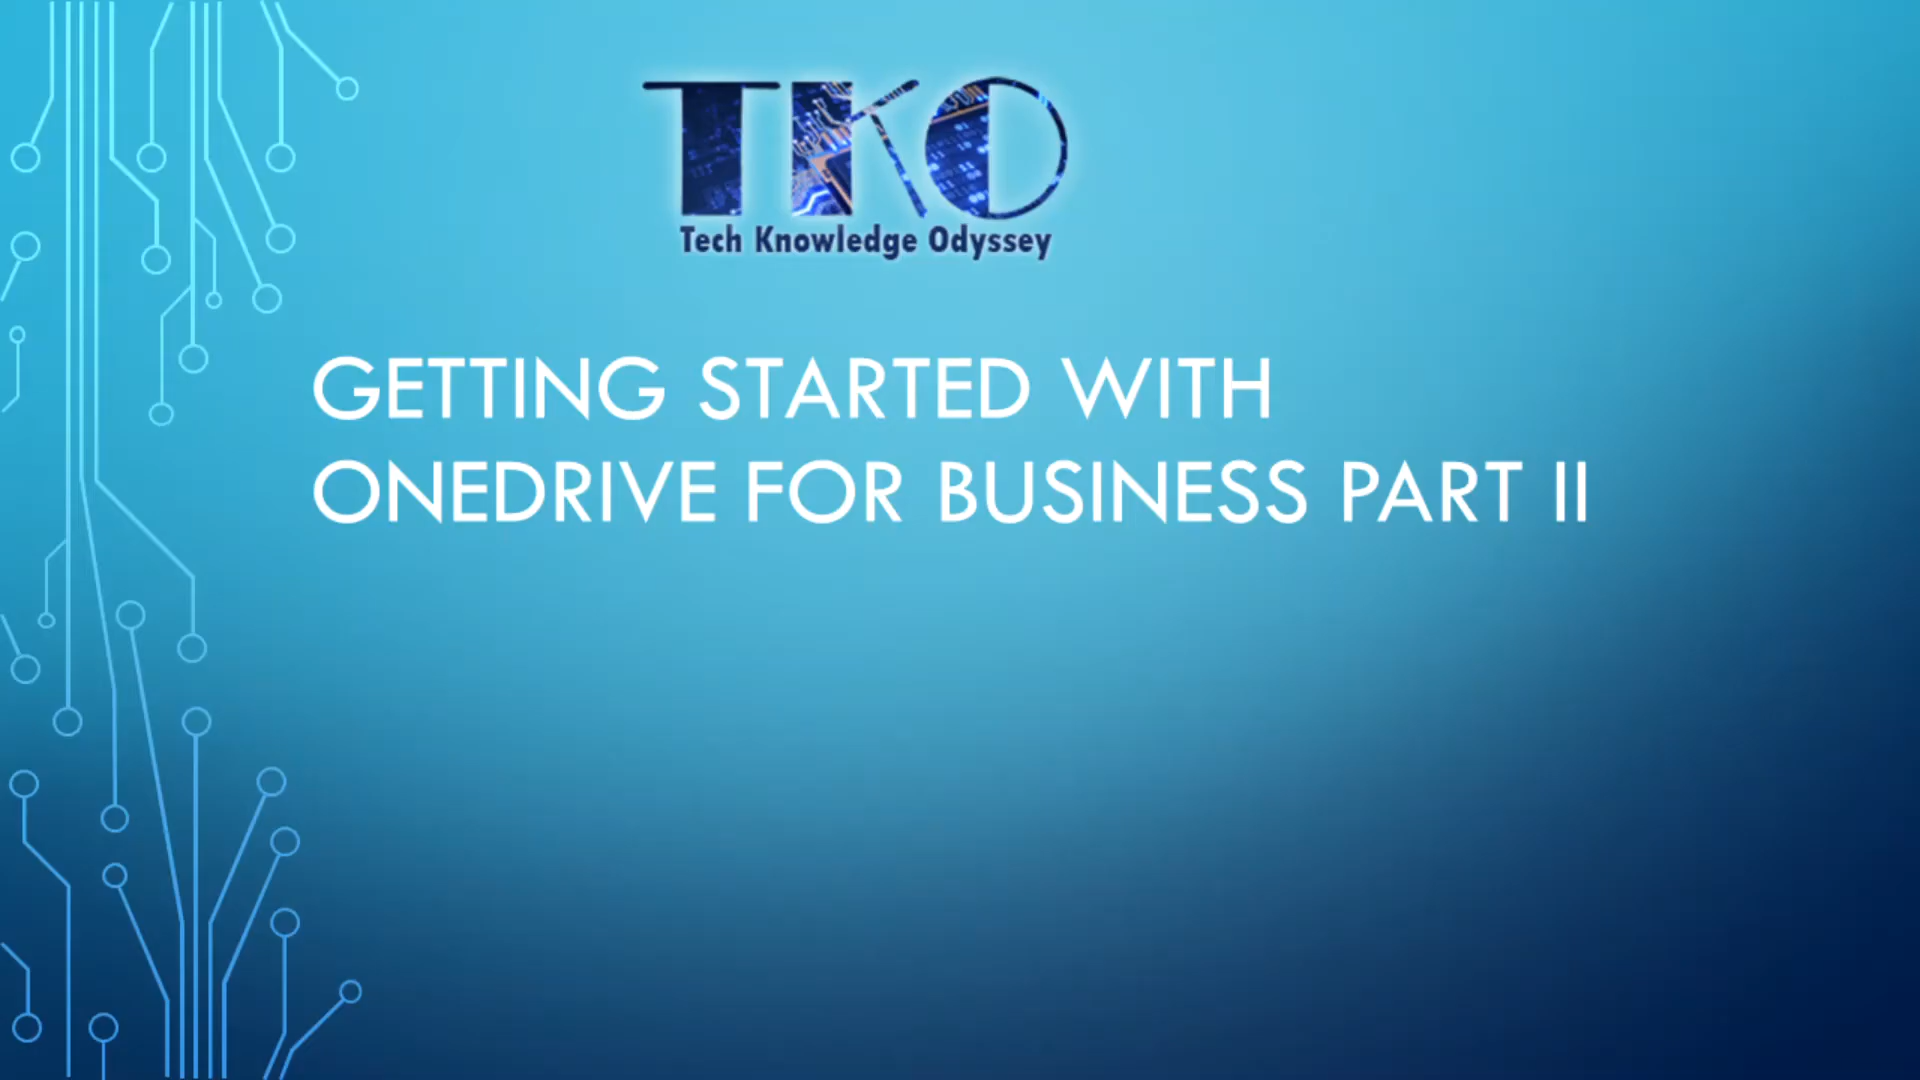 TKO
Tech Knowledge Odyssey
GETTING STARTED WITH
ONEDRIVE FOR BUSINESS PART II